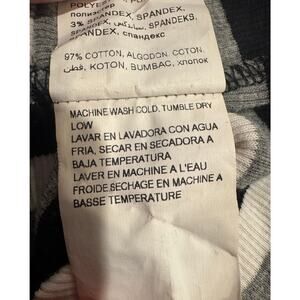 полиэстер
3% SPANDEX, SPANDEX,
SPANDEX, سباندكس, SPANDEKS,
SPANDEX, спандекс
97% COTTON, ALGODON, COTON,
قطن, KOTON, BUMBAC, хлопок
MACHINE WASH COLD, TUMBLE DRY
LOW
LAVAR EN LAVADORA CON AGUA
FRIA, SECAR EN SECADORA A
BAJA TEMPERATURA
LAVER EN MACHINE A L'EAU
FROIDE.SECHAGE EN MACHINE A
BASSE TEMPERATURE